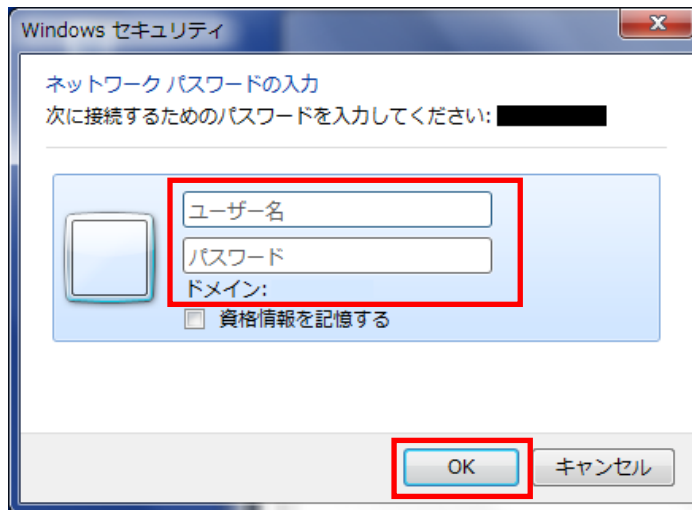 Windows セキュリティ
ネットワーク パスワードの入力
次に接続するためのパスワードを入力してください:
ユーザー名
パスワード
ドメイン:
資格情報を記憶する
OK
キャンセル